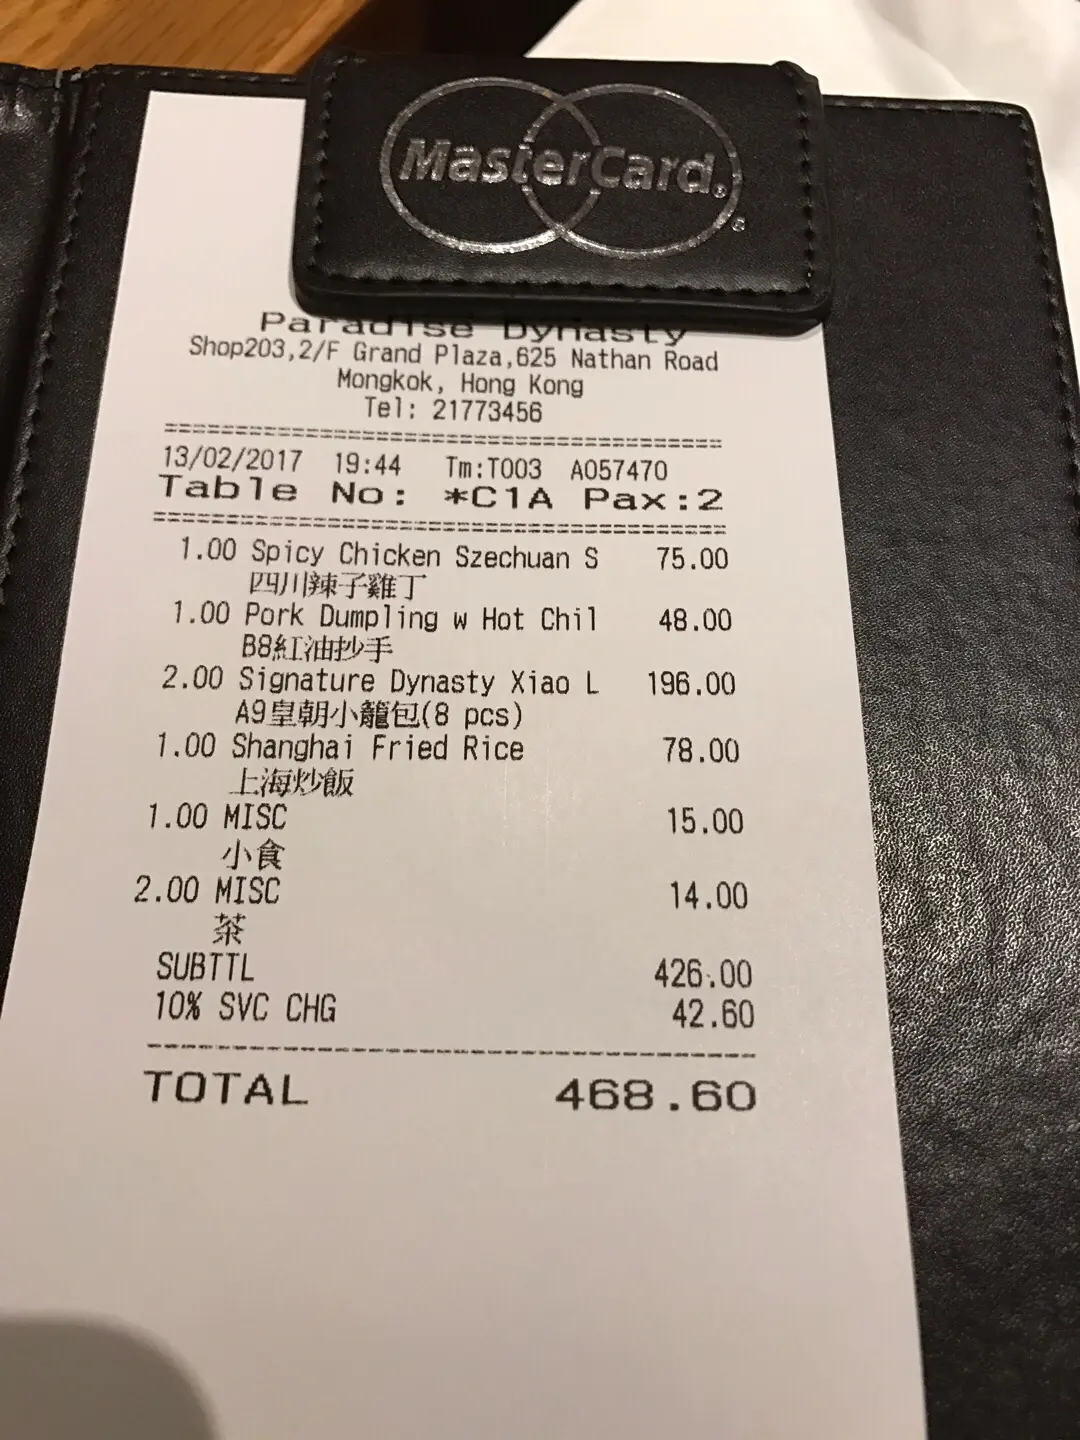 MasterCard®
®
Paradise Dynasty
Shop203,2/F Grand Plaza,625 Nathan Road
Mongkok, Hong Kong
Tel: 21773456
13/02/2017 19:44 Tm:T003 A057470
Table No: *C1A Pax:2
1.00 Spicy Chicken Szechuan S 75.00
四川辣子雞丁
1.00 Pork Dumpling w Hot Chil 48.00
B8紅油抄手
2.00 Signature Dynasty Xiao L 196.00
A9皇朝小籠包(8 pcs)
1.00 Shanghai Fried Rice 78.00
上海炒飯
1.00 MISC 15.00
小食
2.00 MISC 14.00
茶
SUBTTL 426.00
10% SVC CHG 42.60
TOTAL 468.60